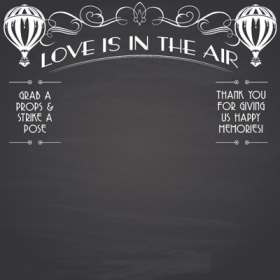 LOVE IS IN THE AIR
GRAB A
PROPS &
STRIKE A
POSE
THANK YOU
FOR GIVING
US HAPPY
MEMORIES!